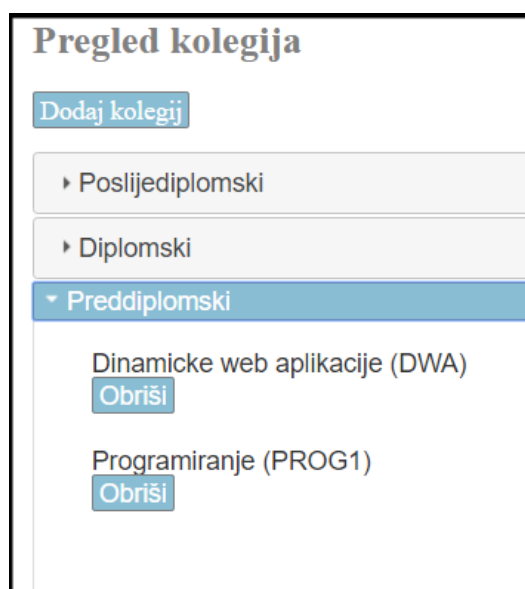 Pregled kolegija
Dodaj kolegij
Poslijediplomski
Diplomski
Preddiplomski
Dinamicke web aplikacije (DWA)
Obriši
Programiranje (PROG1)
Obriši